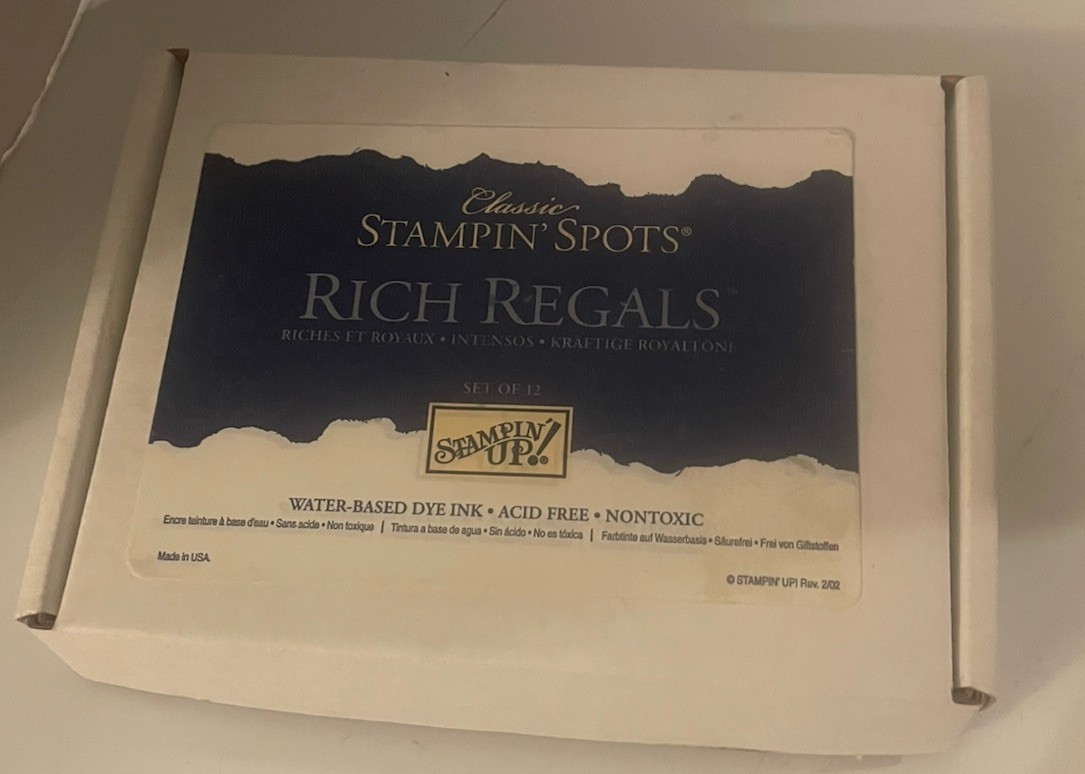 Classic
STAMPIN' SPOTS®
RICH REGALS™
RICHES ET ROYAUX • INTENSOS • KRÄFTIGE ROYALTÖNE
SET OF 12
STAMPIN' UP!®
WATER-BASED DYE INK • ACID FREE • NONTOXIC
Encre teinture à base d'eau • Sans acide • Non toxique | Tintura a base de agua • Sin ácido • No es tóxica | Farbtinte auf Wasserbasis • Säurefrei • Frei von Giftstoffen
Made in USA.
© STAMPIN' UP! Rev. 2/02